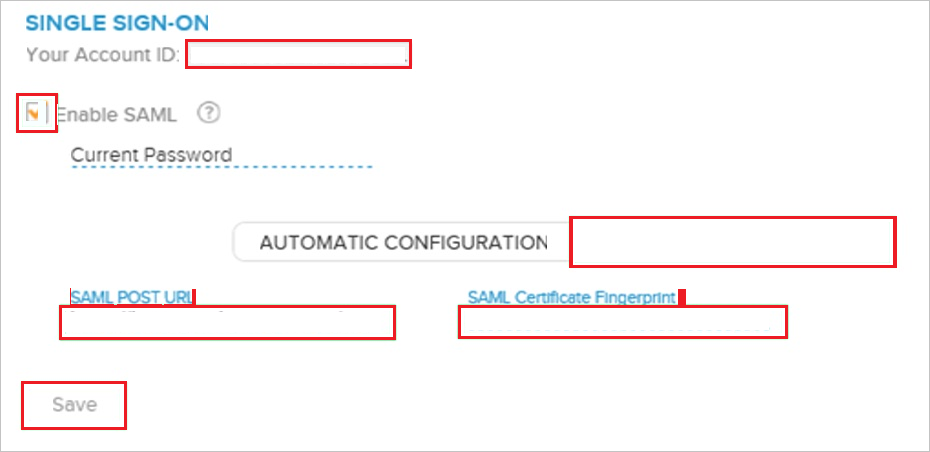 SINGLE SIGN-ON
Your Account ID:
Enable SAML ?
Current Password
AUTOMATIC CONFIGURATION
SAML POST URL
SAML Certificate Fingerprint
Save